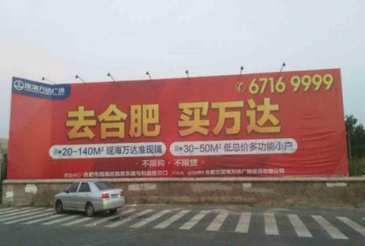 瑶海万达广场
6716 9999
去合肥 买万达
20-140M² 瑶海万达准现铺 30-50M² 低总价多功能小户
·不限购 ·不限贷